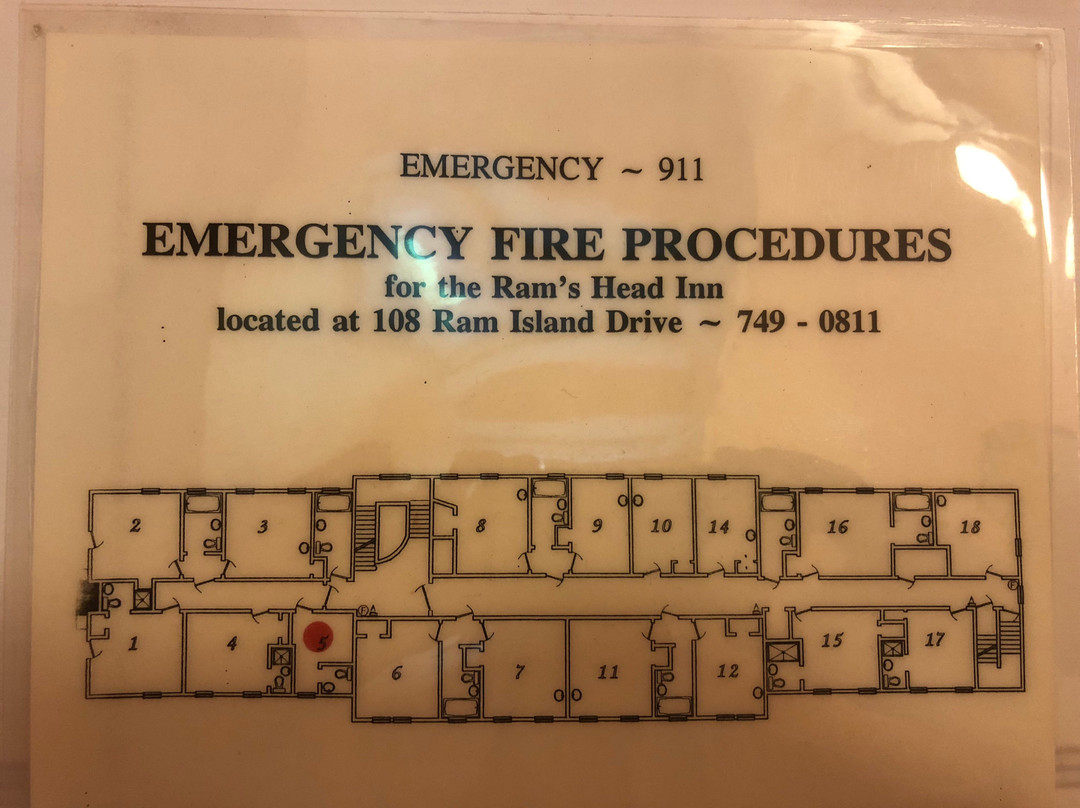 EMERGENCY ~ 911
EMERGENCY FIRE PROCEDURES
for the Ram's Head Inn
located at 108 Ram Island Drive ~ 749 - 0811
2 3 8 9 10 14 16 18
1 4 5 6 7 11 12 15 17